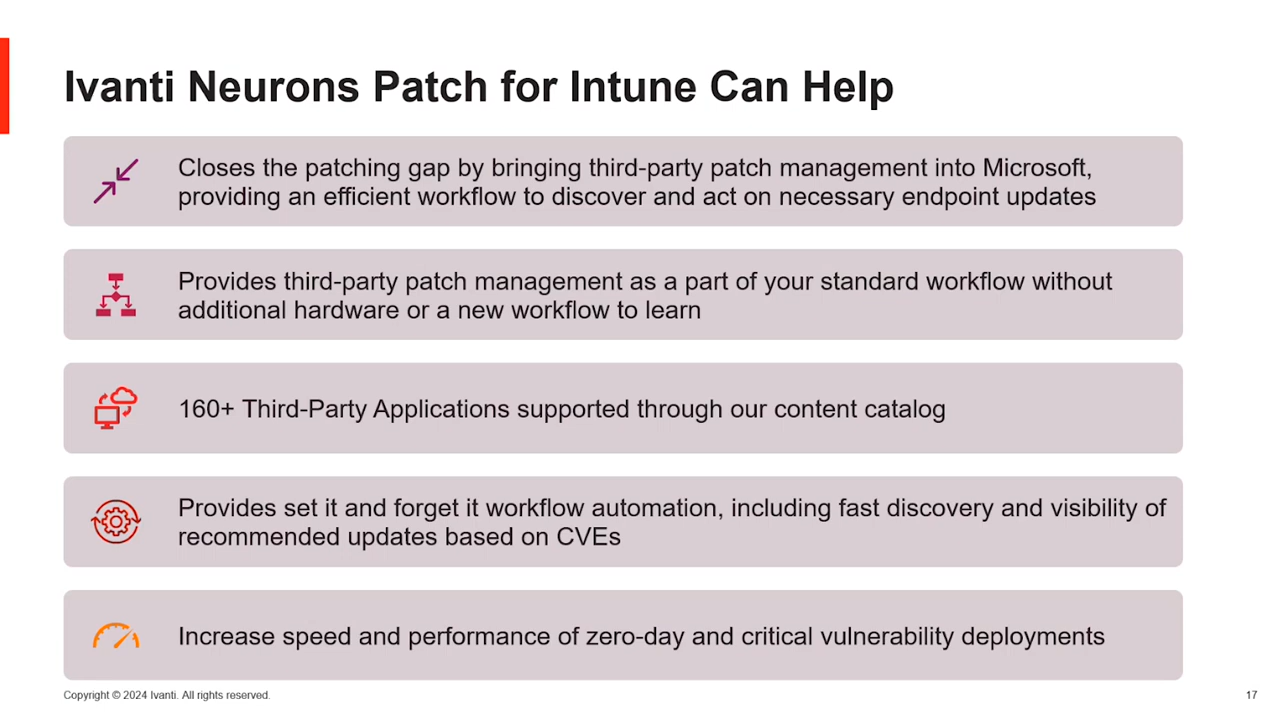 Ivanti Neurons Patch for Intune Can Help
Closes the patching gap by bringing third-party patch management into Microsoft,
providing an efficient workflow to discover and act on necessary endpoint updates
Provides third-party patch management as a part of your standard workflow without
additional hardware or a new workflow to learn
160+ Third-Party Applications supported through our content catalog
Provides set it and forget it workflow automation, including fast discovery and visibility of
recommended updates based on CVEs
Increase speed and performance of zero-day and critical vulnerability deployments
Copyright © 2024 Ivanti. All rights reserved.
17